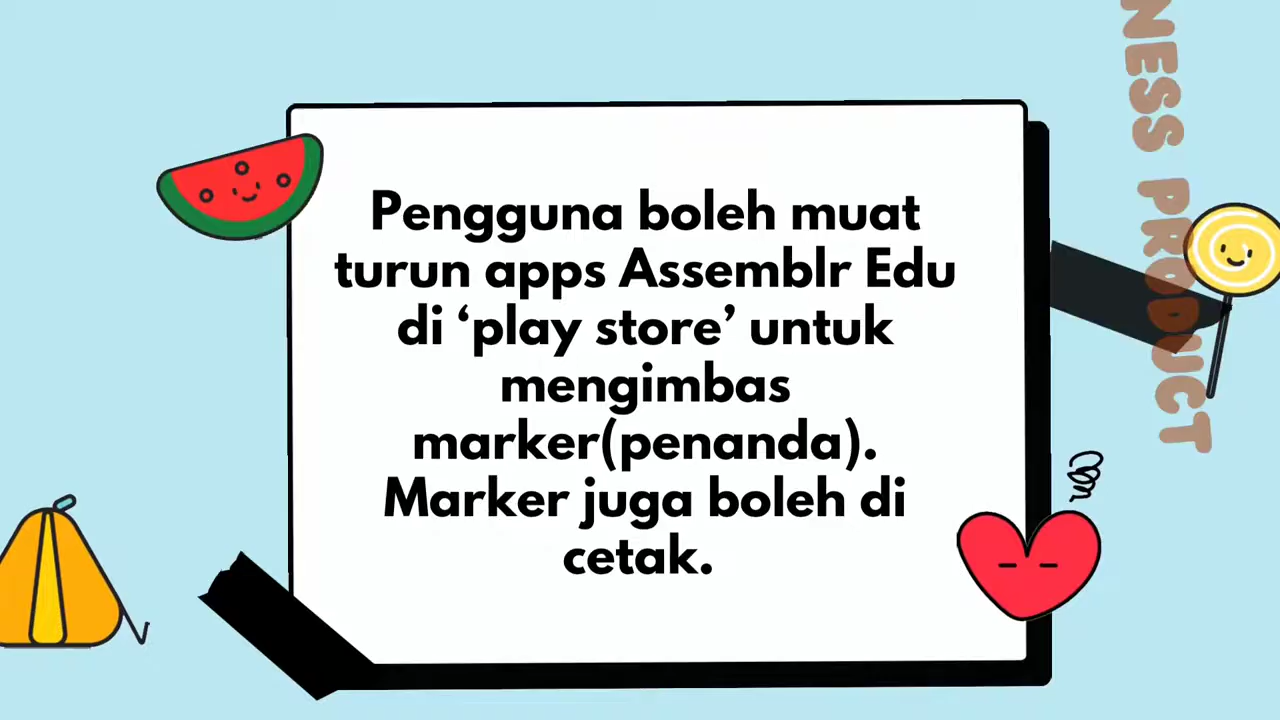 Pengguna boleh muat
turun apps Assemblr Edu
di ‘play store’ untuk
mengimbas
marker(penanda).
Marker juga boleh di
cetak.
NESS PRODUCT